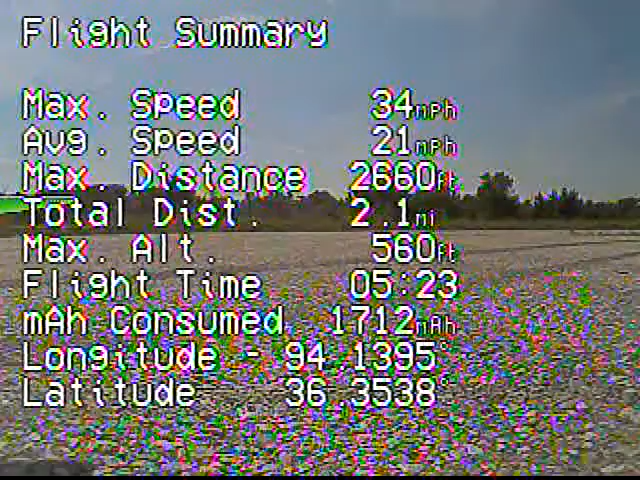 Flight Summary
Max. Speed 34mph
Avg. Speed 21mph
Max. Distance 2660ft
Total Dist. 2.1mi
Max. Alt. 560ft
Flight Time 05:23
mAh Consumed 1712mAh
Longitude - 94.1395°
Latitude 36.3538°